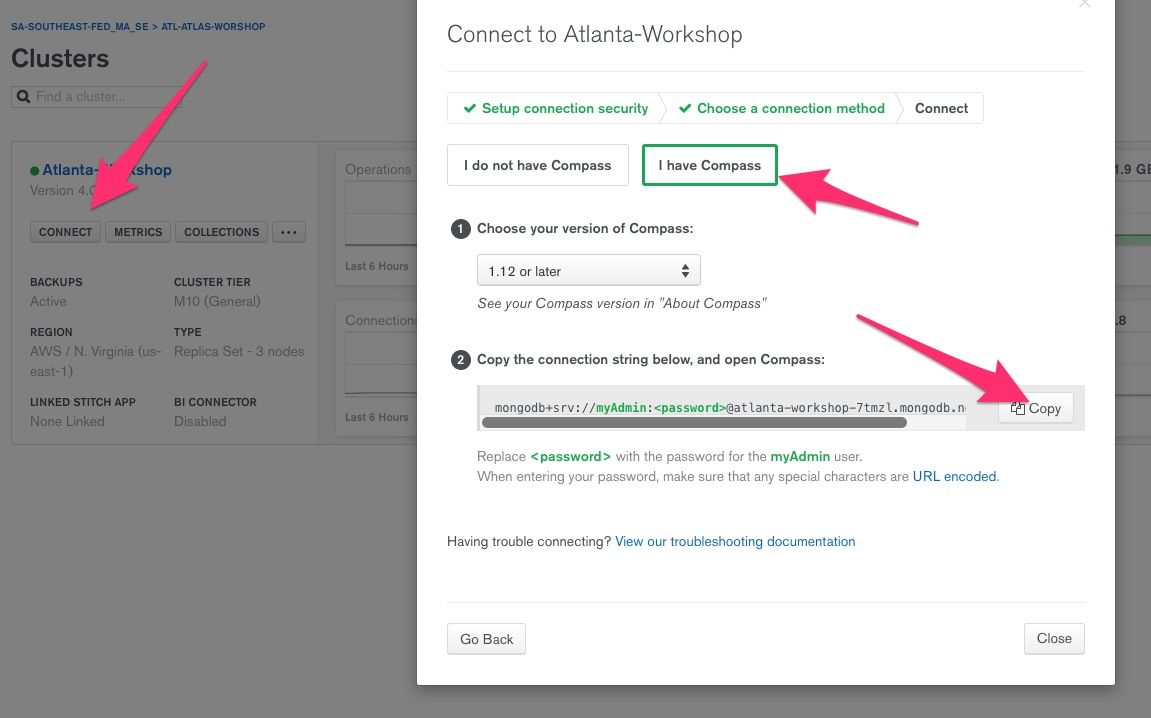 SA-SOUTHEAST-FED_MA_SE > ATL-ATLAS-WORSHOP
Clusters
Find a cluster...
Atlanta-Workshop
Version 4.0
CONNECT
METRICS
COLLECTIONS
...
BACKUPS
Active
CLUSTER TIER
M10 (General)
REGION
AWS / N. Virginia (us-
east-1)
TYPE
Replica Set - 3 nodes
LINKED STITCH APP
None Linked
BI CONNECTOR
Disabled
Operations
Last 6 Hours
Connections
Last 6 Hours
Connect to Atlanta-Workshop
Setup connection security
Choose a connection method
Connect
I do not have Compass
I have Compass
1 Choose your version of Compass:
1.12 or later
See your Compass version in "About Compass"
2 Copy the connection string below, and open Compass:
mongodb+srv://myAdmin:<password>@atlanta-workshop-7tmzl.mongodb.ne
Copy
Replace <password> with the password for the myAdmin user.
When entering your password, make sure that any special characters are URL encoded.
Having trouble connecting? View our troubleshooting documentation
Go Back
Close
1.9 GB
.8